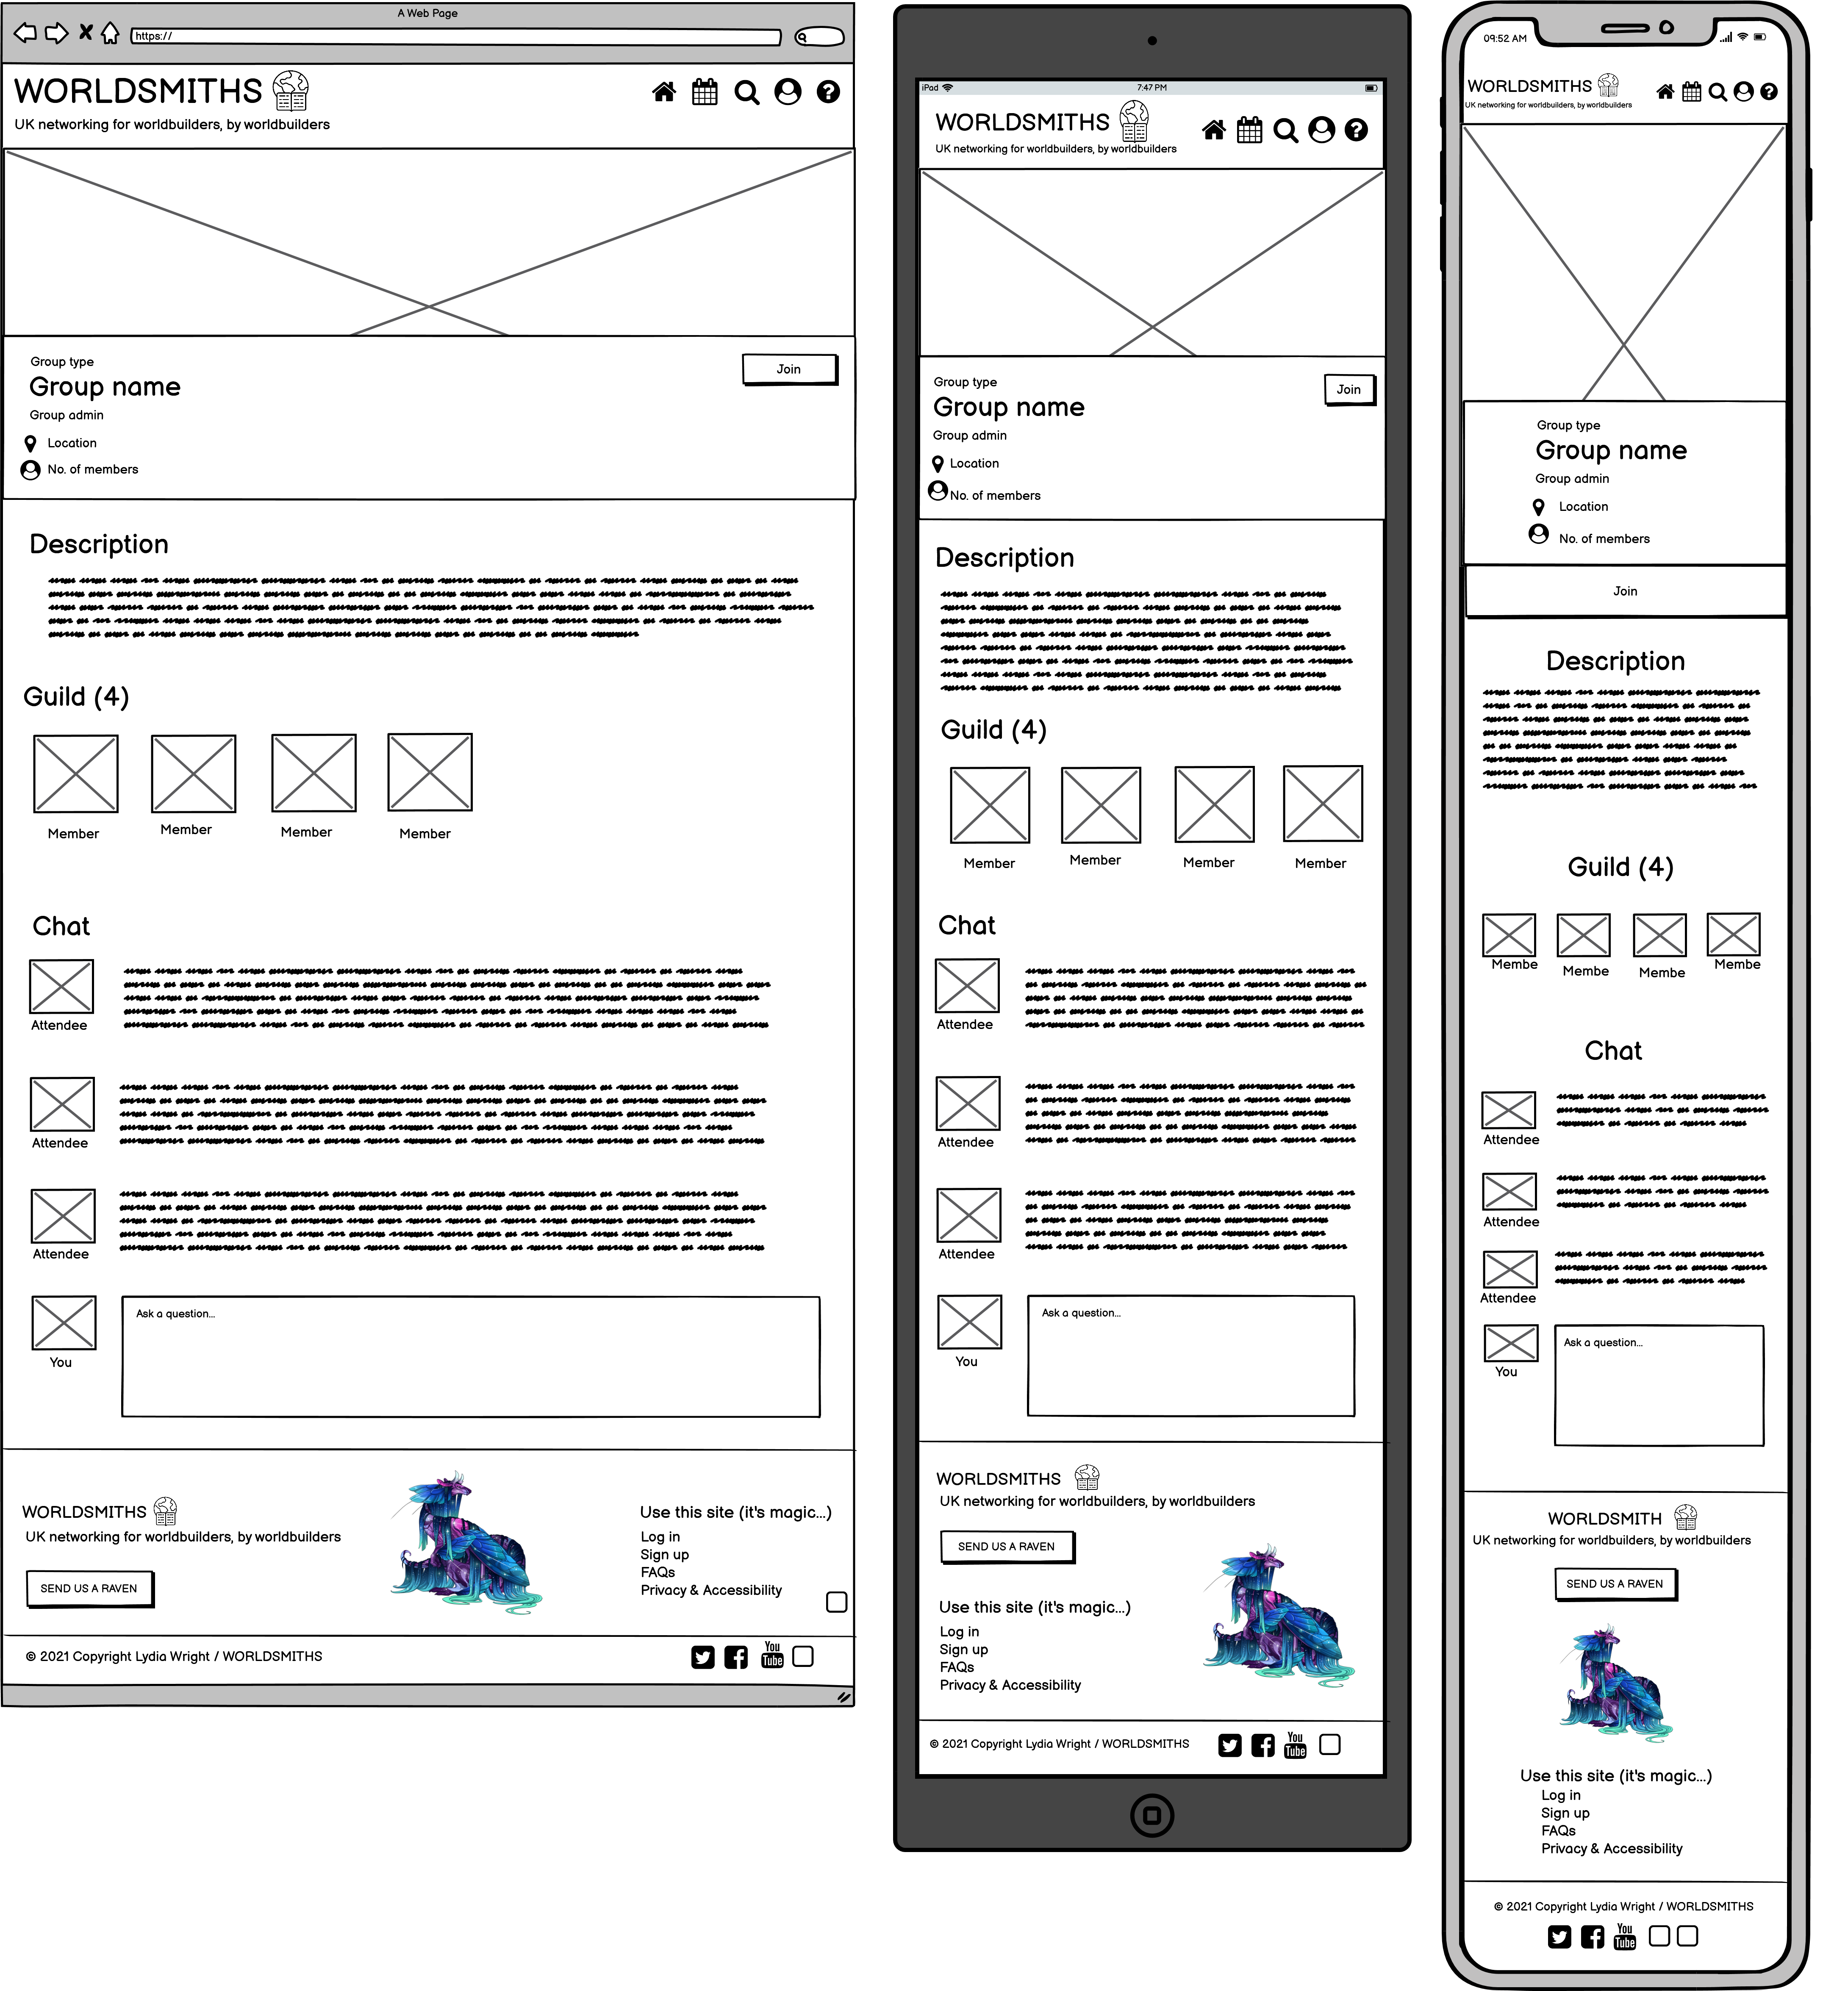 A Web Page
https://
WORLDSMITHS
UK networking for worldbuilders, by worldbuilders
Group type
Join
Group name
Group admin
Location
No. of members
Description
Guild (4)
Member
Member
Member
Member
Chat
Attendee
Attendee
Attendee
Ask a question...
You
WORLDSMITHS
UK networking for worldbuilders, by worldbuilders
SEND US A RAVEN
Use this site (it's magic...)
Log in
Sign up
FAQs
Privacy & Accessibility
© 2021 Copyright Lydia Wright / WORLDSMITHS
You
Tube
iPad
7:47 PM
WORLDSMITHS
UK networking for worldbuilders, by worldbuilders
Group type
Join
Group name
Group admin
Location
No. of members
Description
Guild (4)
Member
Member
Member
Member
Chat
Attendee
Attendee
Attendee
Ask a question...
You
WORLDSMITHS
UK networking for worldbuilders, by worldbuilders
SEND US A RAVEN
Use this site (it's magic...)
Log in
Sign up
FAQs
Privacy & Accessibility
© 2021 Copyright Lydia Wright / WORLDSMITHS
You
Tube
09:52 AM
WORLDSMITHS
UK networking for worldbuilders, by worldbuilders
Group type
Group name
Group admin
Location
No. of members
Join
Description
Guild (4)
Membe
Membe
Membe
Membe
Chat
Attendee
Attendee
Attendee
Ask a question...
You
WORLDSMITH
UK networking for worldbuilders, by worldbuilders
SEND US A RAVEN
Use this site (it's magic...)
Log in
Sign up
FAQs
Privacy & Accessibility
© 2021 Copyright Lydia Wright / WORLDSMITHS
You
Tube